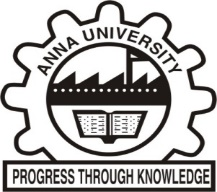 ANNA UNIVERSITY
PROGRESS THROUGH KNOWLEDGE